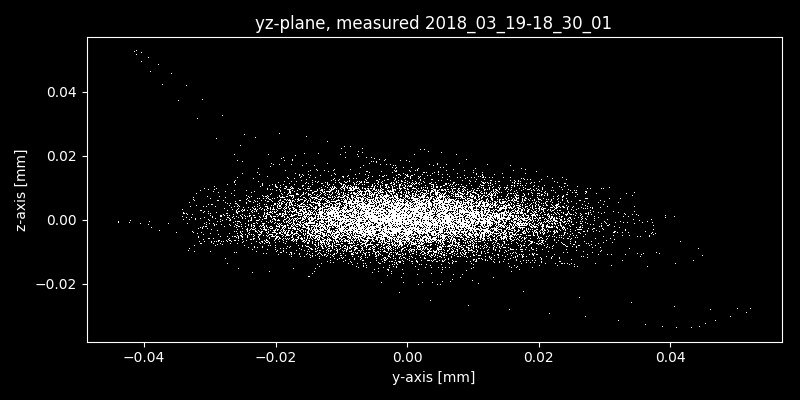 yz-plane, measured 2018_03_19-18_30_01
z-axis [mm]
0.04
0.02
0.00
−0.02
−0.04 −0.02 0.00 0.02 0.04
y-axis [mm]